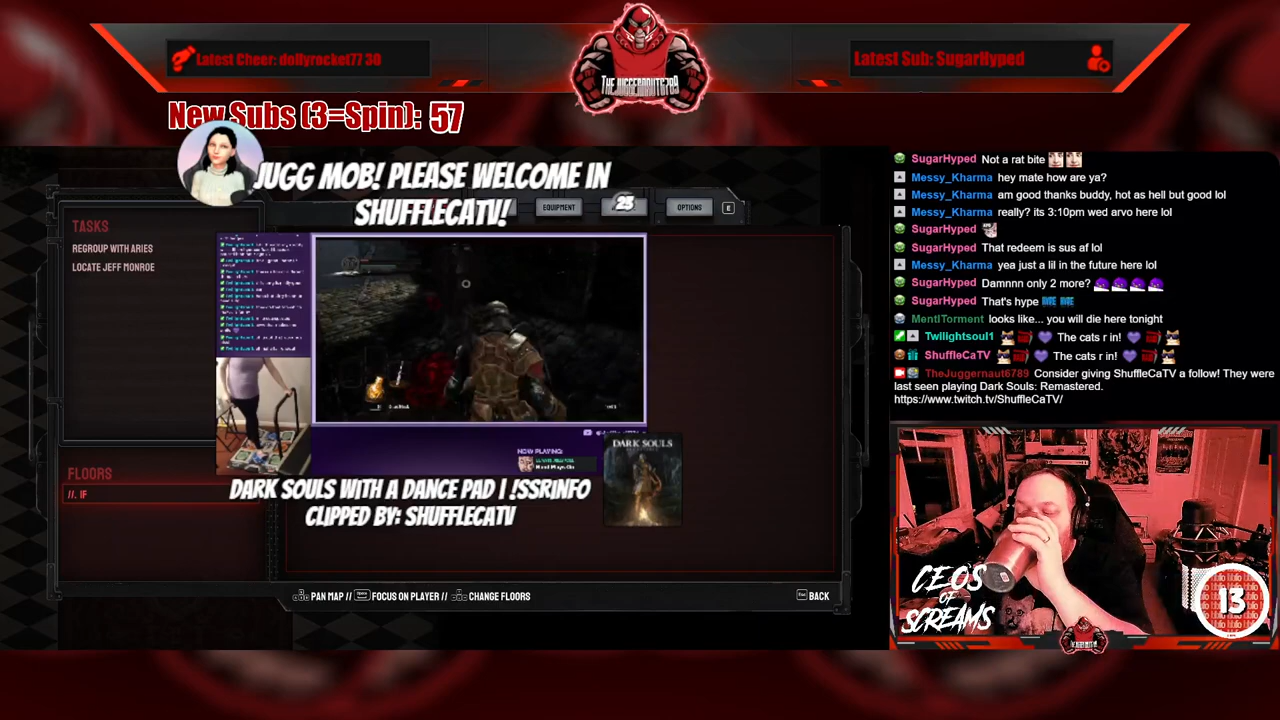 Latest Cheer: dollyrocket77 30
THEJUGGERNAUT6789
Latest Sub: SugarHyped
New Subs (3=Spin): 57
JUGG MOB! PLEASE WELCOME IN
SHUFFLECATV!
TASKS
REGROUP WITH ARIES
LOCATE JEFF MONROE
EQUIPMENT
25
OPTIONS
E
NOW PLAYING:
DARK SOULS
DARK SOULS WITH A DANCE PAD | !SSRINFO
CLIPPED BY: SHUFFLECATV
FLOORS
//. 1F
PAN MAP // FOCUS ON PLAYER // CHANGE FLOORS
BACK
SugarHyped Not a rat bite
Messy_Kharma hey mate how are ya?
Messy_Kharma am good thanks buddy, hot as hell but good lol
Messy_Kharma really? its 3:10pm wed arvo here lol
SugarHyped
SugarHyped That redeem is sus af lol
Messy_Kharma yea just a lil in the future here lol
SugarHyped Damnnn only 2 more?
SugarHyped That's hype
MentlTorment looks like... you will die here tonight
Twilightsoul1 The cats r in!
ShuffleCaTV The cats r in!
TheJuggernaut6789 Consider giving ShuffleCaTV a follow! They were
last seen playing Dark Souls: Remastered.
https://www.twitch.tv/ShuffleCaTV/
CEOS
OF
SCREAMS
13